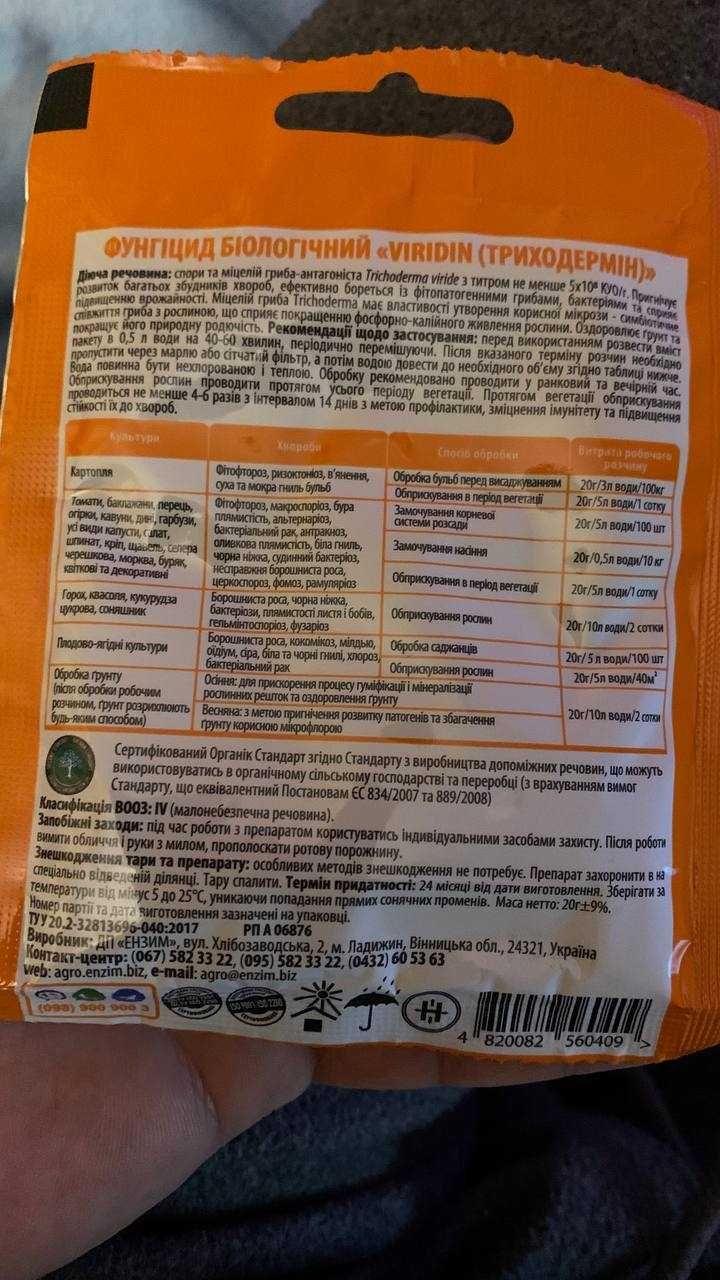 ФУНГІЦИД БІОЛОГІЧНИЙ «VIRIDIN (ТРИХОДЕРМІН)»
Діюча речовина: спори та міцелій гриба-антагоніста Trichoderma viride з титром не менше 5x10⁸ КУО/г. Пригнічує
розвиток багатьох збудників хвороб, ефективно бореться із фітопатогенними грибами, бактеріями та сприяє
підвищенню врожайності. Міцелій гриба Trichoderma має властивості утворення корисної мікрози - симбіотичне
співжиття гриба з рослиною, що сприяє покращенню фосфорно-калійного живлення рослини. Оздоровлює ґрунт та
покращує його природну родючість. Рекомендації щодо застосування: перед використанням розвести вміст
пакету в 0,5 л води на 40-60 хвилин, періодично перемішуючи. Після вказаного терміну розчин необхідно
пропустити через марлю або сітчатий фільтр, а потім водою довести до необхідного об'єму згідно таблиці нижче.
Вода повинна бути нехлорованою і теплою. Обробку рекомендовано проводити у ранковий та вечірній час.
Обприскування рослин проводити протягом усього періоду вегетації. Протягом вегетації обприскування
проводиться не менше 4-6 разів з інтервалом 14 днів з метою профілактики, зміцнення імунітету та підвищення
стійкості їх до хвороб.
Культури Хвороби Спосіб обробки Витрата робочого
розчину
Картопля
Фітофтороз, ризоктоніоз, в'янення,
суха та мокра гниль бульб
Обробка бульб перед висаджуванням 20г/3л води/100кг
Обприскування в період вегетації 20г/5л води/1 сотку
Томати, баклажани, перець,
огірки, кавуни, дині, гарбузи,
усі види капусти, салат,
шпинат, кріп, щавель, селера
черешкова, морква, буряк,
квіткові та декоративні
Фітофтороз, макроспоріоз, бура
плямистість, альтернаріоз,
бактеріальний рак, антракноз,
оливкова плямистість, біла гниль,
чорна ніжка, судинний бактеріоз,
несправжня борошниста роса,
церкоспороз, фомоз, рамуляріоз
Замочування корневої
системи розсади
20г/5л води/100 шт
Замочування насіння 20г/0,5л води/10 кг
Обприскування в період вегетації 20г/5л води/1 сотку
Горох, квасоля, кукурудза
цукрова, соняшник
Борошниста роса, чорна ніжка,
бактеріози, плямистості листя і бобів,
гельмінтоспоріоз, фузаріоз
Обприскування рослин 20г/10л води/2 сотки
Плодово-ягідні культури
Борошниста роса, кокомікоз, мілдью,
оїдіум, сіра, біла та чорні гнилі, хлороз,
бактеріальний рак
Обробка саджанців 20г/5 л води/100 шт
Обприскування рослин 20г/5л води/40м²
Обробка ґрунту
(після обробки робочим
розчином, ґрунт розрихлюють
будь-яким способом)
Осіння: для прискорення процесу гуміфікації і мінералізації
рослинних решток та оздоровлення ґрунту
Весняна: з метою пригнічення розвитку патогенів та збагачення
ґрунту корисною мікрофлорою
20г/10л води/2 сотки
Сертифікований Органік Стандарт згідно Стандарту з виробництва допоміжних речовин, що можуть
використовуватись в органічному сільському господарстві та переробці (з врахуванням вимог
Стандарту, що еквівалентний Постановам ЄС 834/2007 та 889/2008)
Класифікація ВООЗ: IV (малонебезпечна речовина).
Запобіжні заходи: під час роботи з препаратом користуватись індивідуальними засобами захисту. Після роботи
вимити обличчя і руки з милом, прополоскати ротову порожнину.
Знешкодження тари та препарату: особливих методів знешкодження не потребує. Препарат захоронити в на
спеціально відведеній ділянці. Тару спалити. Термін придатності: 24 місяці від дати виготовлення. Зберігати за
температури від мінус 5 до 25°С, уникаючи попадання прямих сонячних променів. Маса нетто: 20г±9%.
Номер партії та дата виготовлення зазначені на упаковці.
ТУ У 20.2-32813696-040:2017 РП А 06876
Виробник: ДП «ЕНЗИМ», вул. Хлібозаводська, 2, м. Ладижин, Вінницька обл., 24321, Україна
Контакт-центр: (067) 582 33 22, (095) 582 33 22, (0432) 60 53 63
web: agro.enzim.biz, e-mail: agro@enzim.biz
(098) 900 900 3
4 820082 560409 >